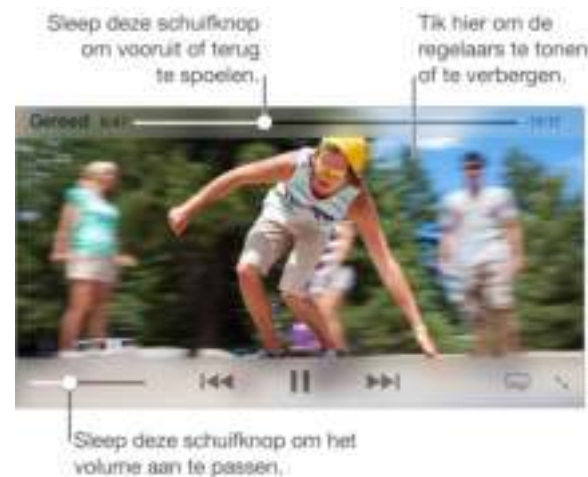 Sleep deze schuifknop
om vooruit of terug
te spoelen.
Tik hier om de
regelaars te tonen
of te verbergen.
Gereed
Sleep deze schuifknop om het
volume aan te passen.